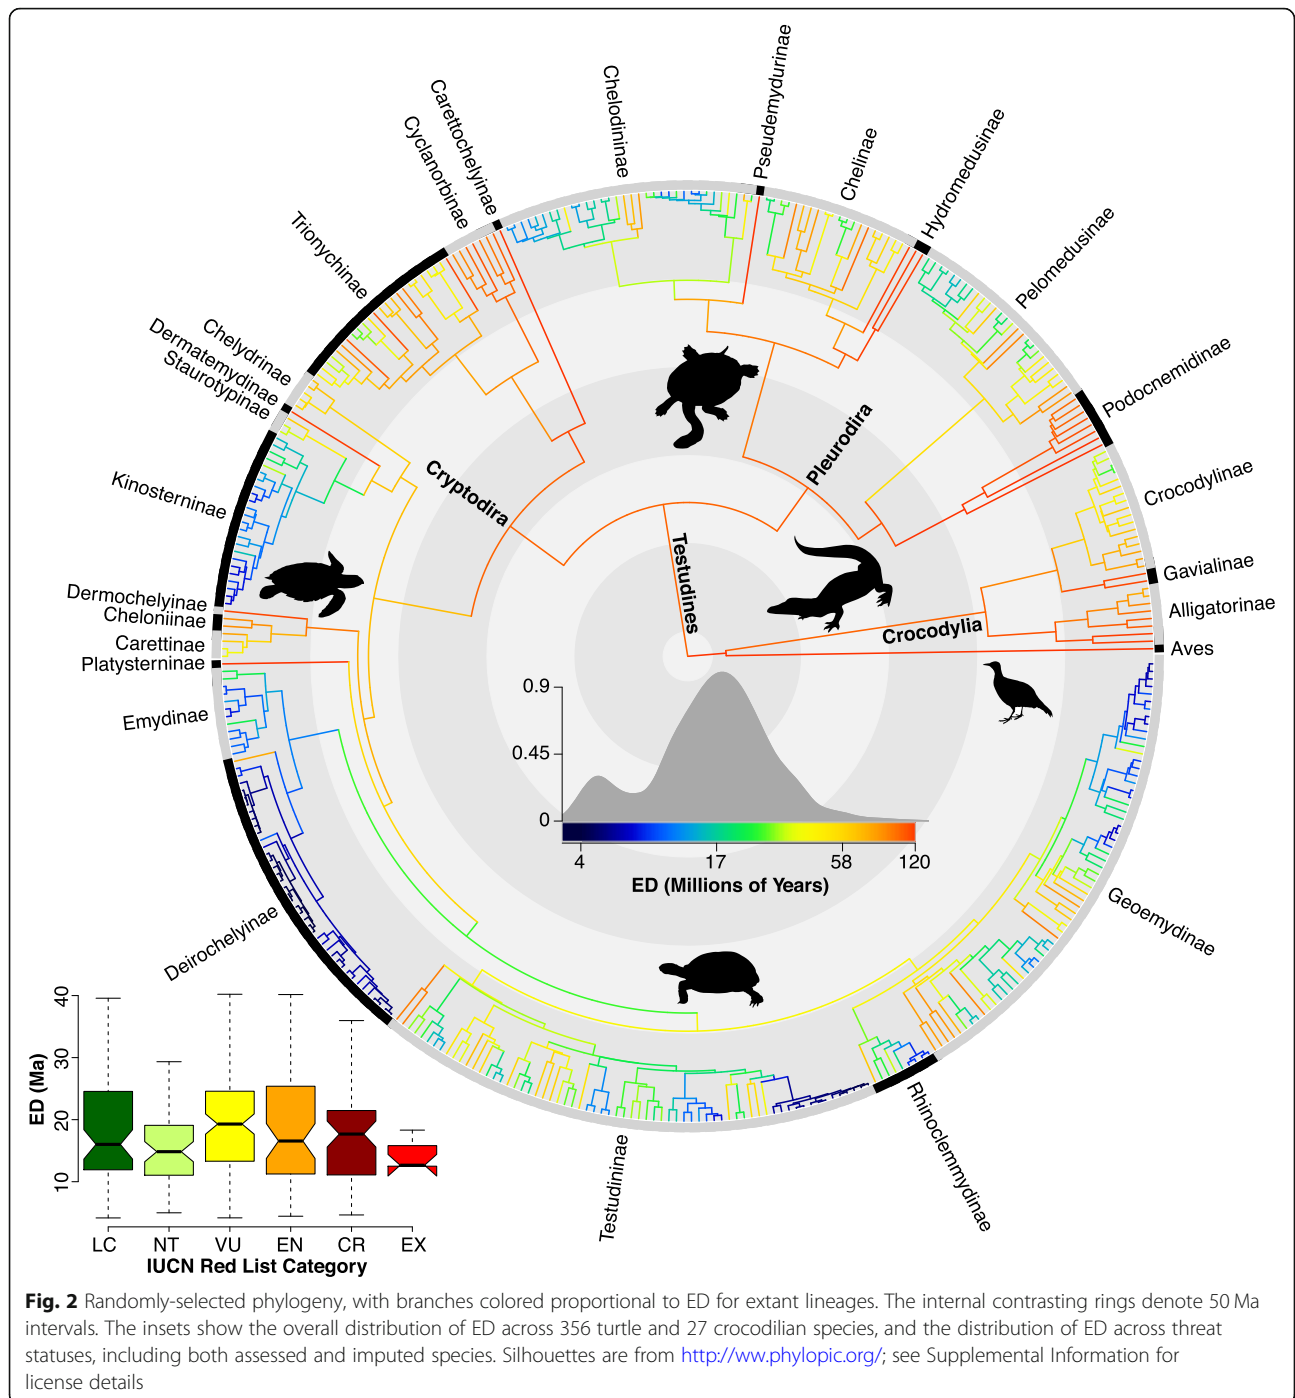 Pseudemydurinae
Chelodininae
Carettochelyinae
Cyclanorbinae
Chelinae
Hydromedusinae
Trionychinae
Pelomedusinae
Chelydrinae
Dermatemydinae
Staurotypinae
Podocnemidinae
Kinosterninae
Cryptodira
Pleurodira
Crocodylinae
Testudines
Gavialinae
Dermochelyinae
Cheloniinae
Carettinae
Platysterninae
Alligatorinae
Crocodylia
Aves
Emydinae
0.9
0.45
0
4 17 58 120
ED (Millions of Years)
Deirochelyinae
Geoemydinae
Rhinoclemmydinae
Testudininae
40
30
20
10
ED (Ma)
LC NT VU EN CR EX
IUCN Red List Category
Fig. 2 Randomly-selected phylogeny, with branches colored proportional to ED for extant lineages. The internal contrasting rings denote 50 Ma
intervals. The insets show the overall distribution of ED across 356 turtle and 27 crocodilian species, and the distribution of ED across threat
statuses, including both assessed and imputed species. Silhouettes are from http://ww.phylopic.org/; see Supplemental Information for
license details